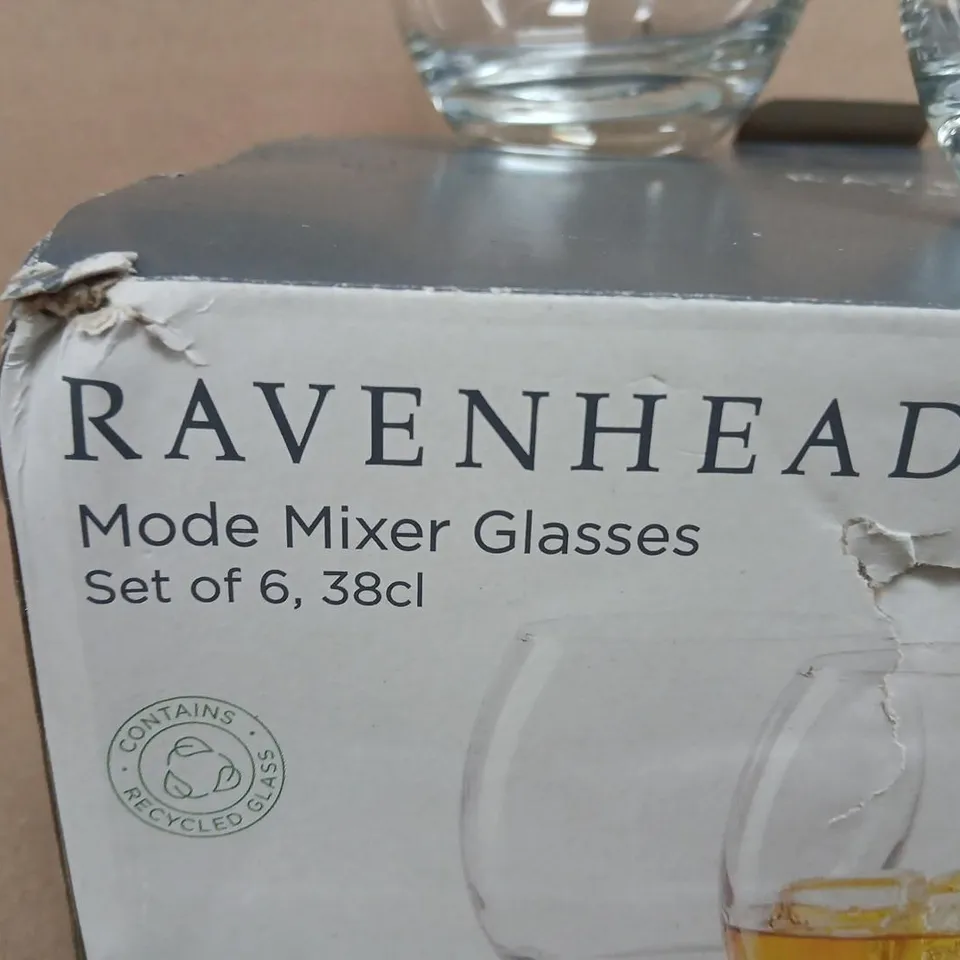 RAVENHEAD
Mode Mixer Glasses
Set of 6, 38cl
CONTAINS
RECYCLED GLASS